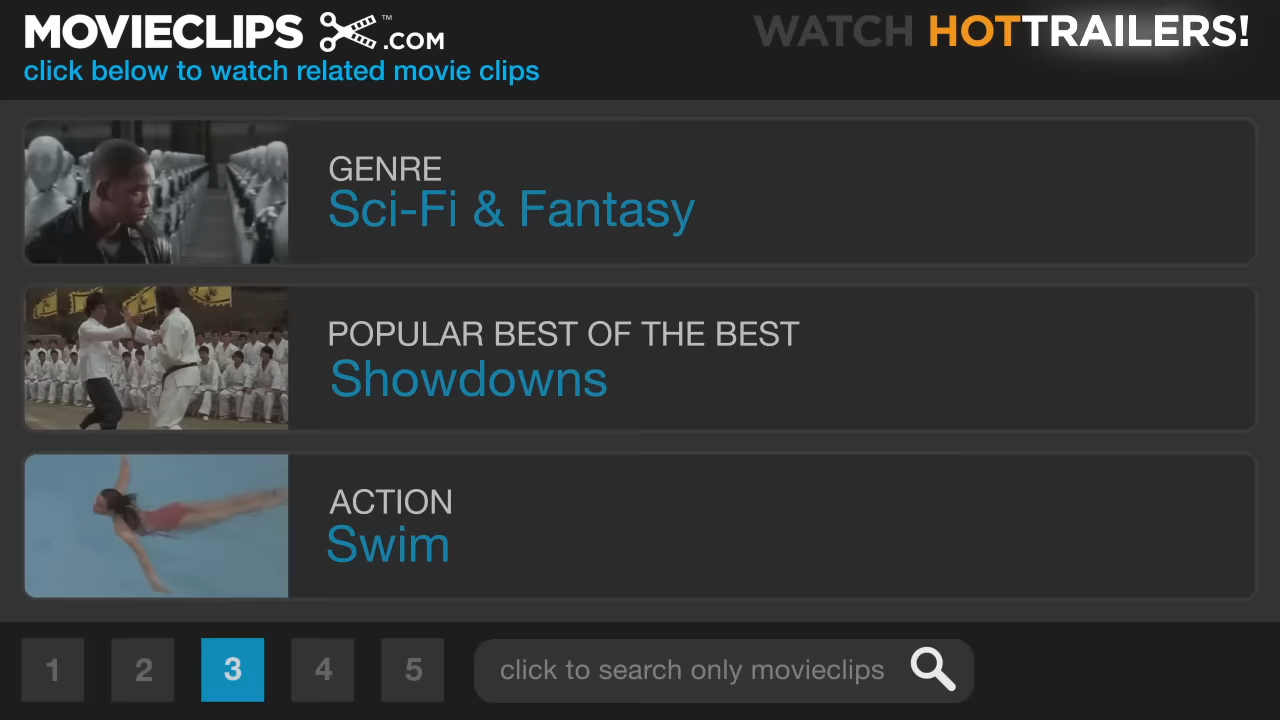 MOVIECLIPS ™ .COM
WATCH HOTTRAILERS!
click below to watch related movie clips
GENRE
Sci-Fi & Fantasy
POPULAR BEST OF THE BEST
Showdowns
ACTION
Swim
1 2 3 4 5
click to search only movieclips